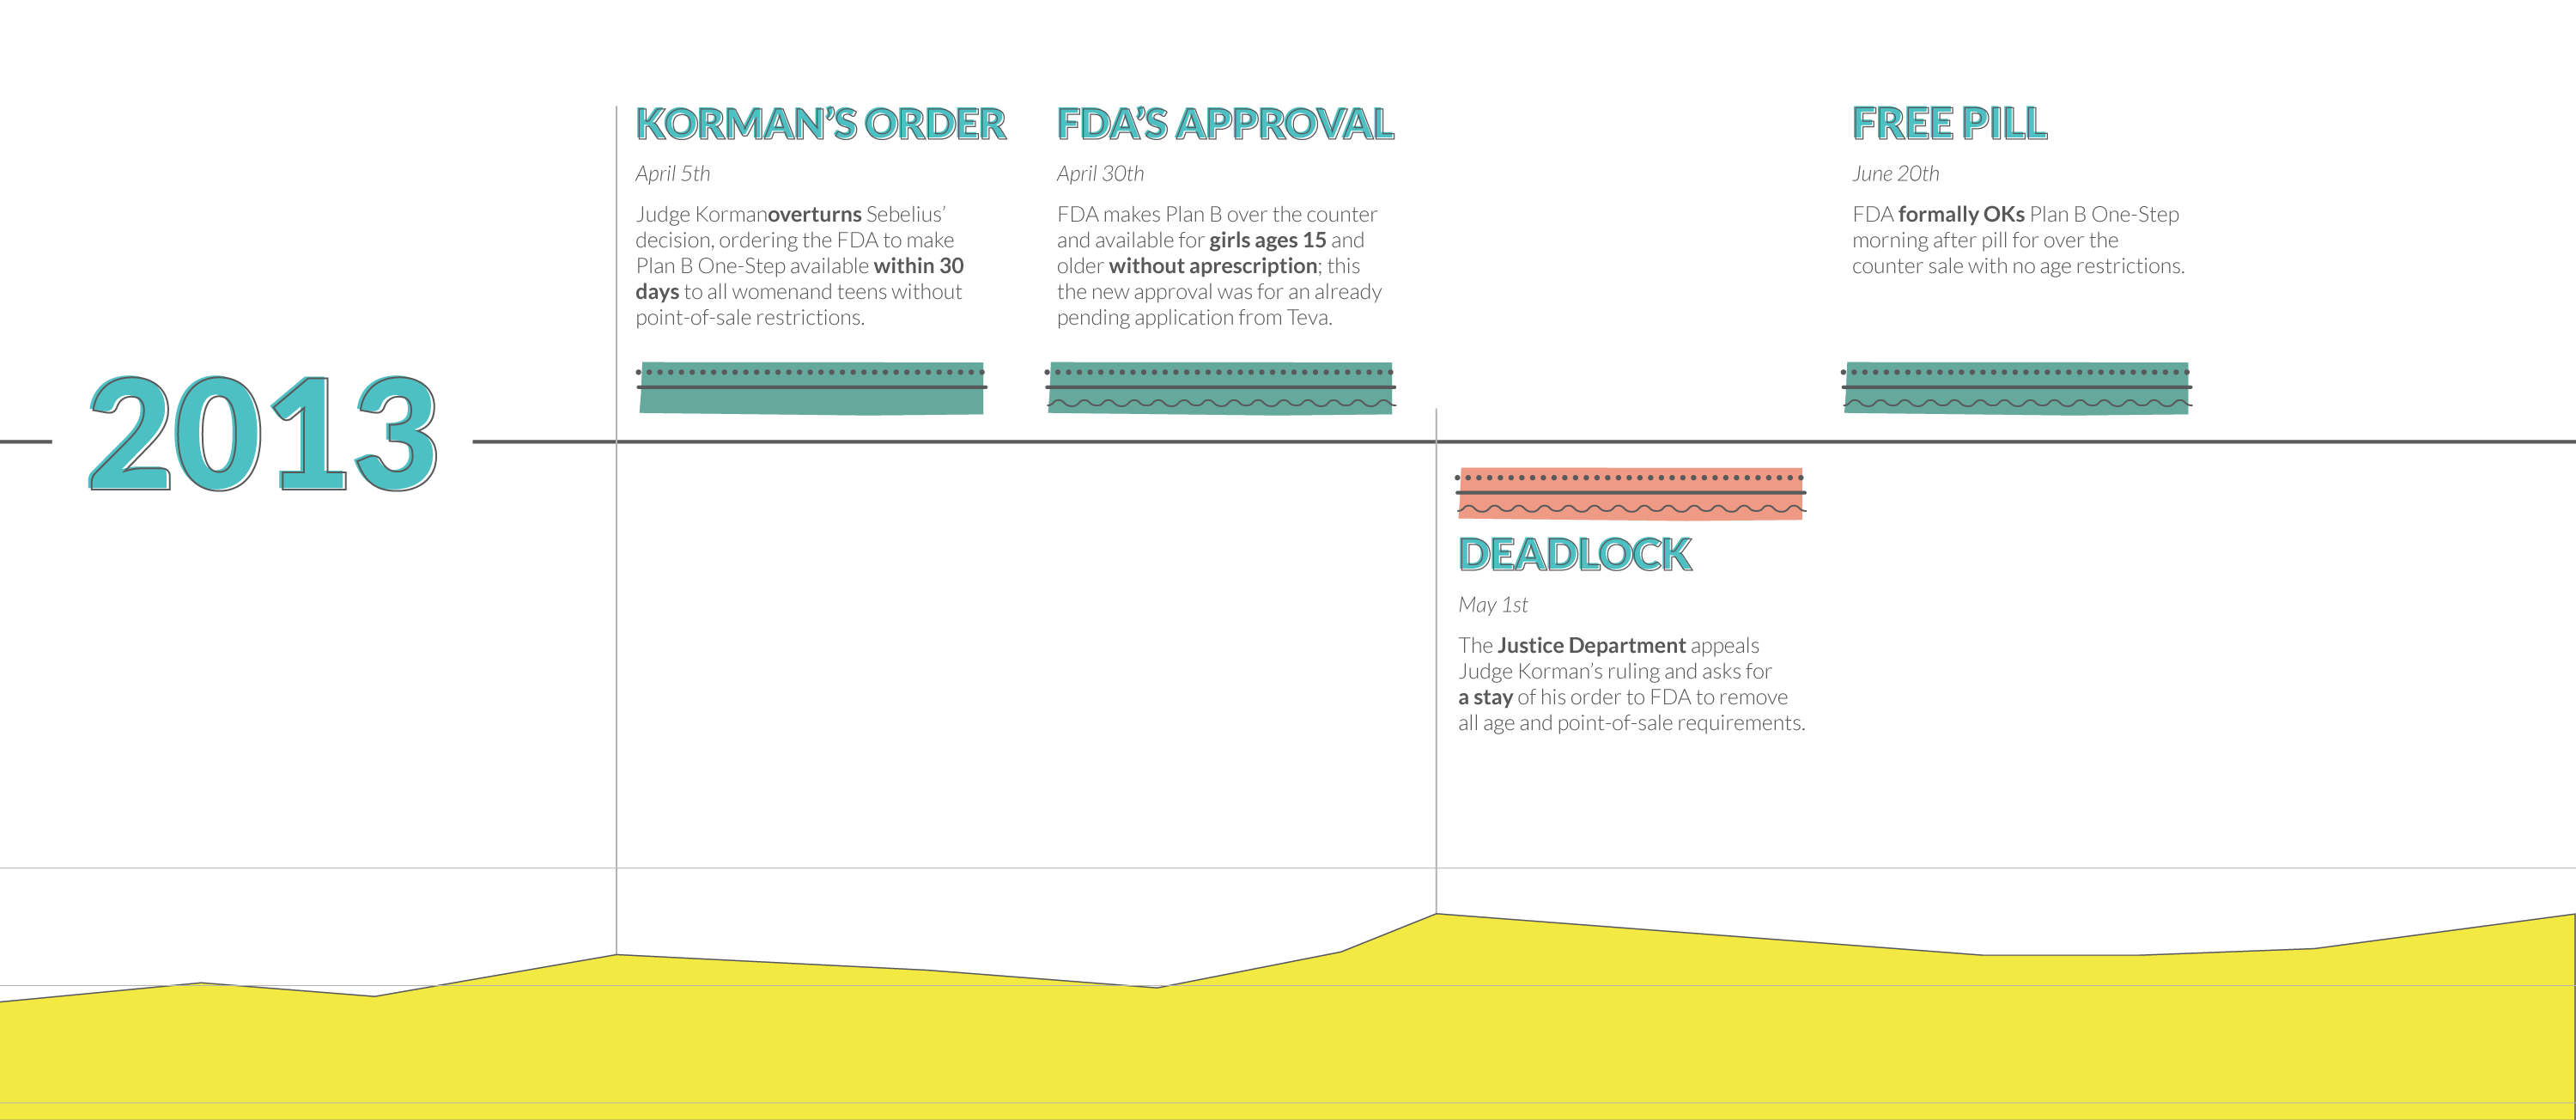 2013
KORMAN’S ORDER
April 5th
Judge Kormanoverturns Sebelius’
decision, ordering the FDA to make
Plan B One-Step available within 30
days to all womenand teens without
point-of-sale restrictions.
FDA’S APPROVAL
April 30th
FDA makes Plan B over the counter
and available for girls ages 15 and
older without aprescription; this
the new approval was for an already
pending application from Teva.
DEADLOCK
May 1st
The Justice Department appeals
Judge Korman’s ruling and asks for
a stay of his order to FDA to remove
all age and point-of-sale requirements.
FREE PILL
June 20th
FDA formally OKs Plan B One-Step
morning after pill for over the
counter sale with no age restrictions.